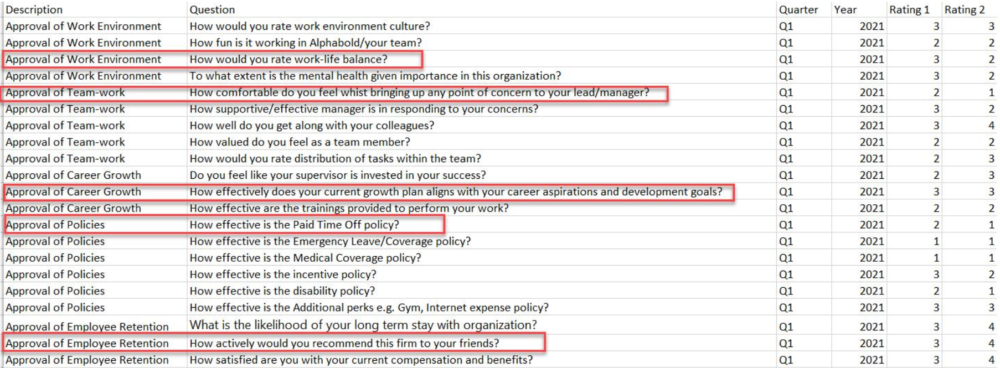 Description Question Quarter Year Rating 1 Rating 2
Approval of Work Environment How would you rate work environment culture? Q1 2021 3 3
Approval of Work Environment How fun is it working in Alphabold/your team? Q1 2021 2 2
Approval of Work Environment How would you rate work-life balance? Q1 2021 3 2
Approval of Work Environment To what extent is the mental health given importance in this organization? Q1 2021 3 2
Approval of Team-work How comfortable do you feel whist bringing up any point of concern to your lead/manager? Q1 2021 2 1
Approval of Team-work How supportive/effective manager is in responding to your concerns? Q1 2021 3 2
Approval of Team-work How well do you get along with your colleagues? Q1 2021 3 4
Approval of Team-work How valued do you feel as a team member? Q1 2021 2 2
Approval of Team-work How would you rate distribution of tasks within the team? Q1 2021 2 3
Approval of Career Growth Do you feel like your supervisor is invested in your success? Q1 2021 2 3
Approval of Career Growth How effectively does your current growth plan aligns with your career aspirations and development goals? Q1 2021 3 3
Approval of Career Growth How effective are the trainings provided to perform your work? Q1 2021 2 2
Approval of Policies How effective is the Paid Time Off policy? Q1 2021 2 1
Approval of Policies How effective is the Emergency Leave/Coverage policy? Q1 2021 1 1
Approval of Policies How effective is the Medical Coverage policy? Q1 2021 1 1
Approval of Policies How effective is the incentive policy? Q1 2021 3 2
Approval of Policies How effective is the disability policy? Q1 2021 2 1
Approval of Policies How effective is the Additional perks e.g. Gym, Internet expense policy? Q1 2021 3 3
Approval of Employee Retention What is the likelihood of your long term stay with organization? Q1 2021 3 4
Approval of Employee Retention How actively would you recommend this firm to your friends? Q1 2021 3 4
Approval of Employee Retention How satisfied are you with your current compensation and benefits? Q1 2021 3 4